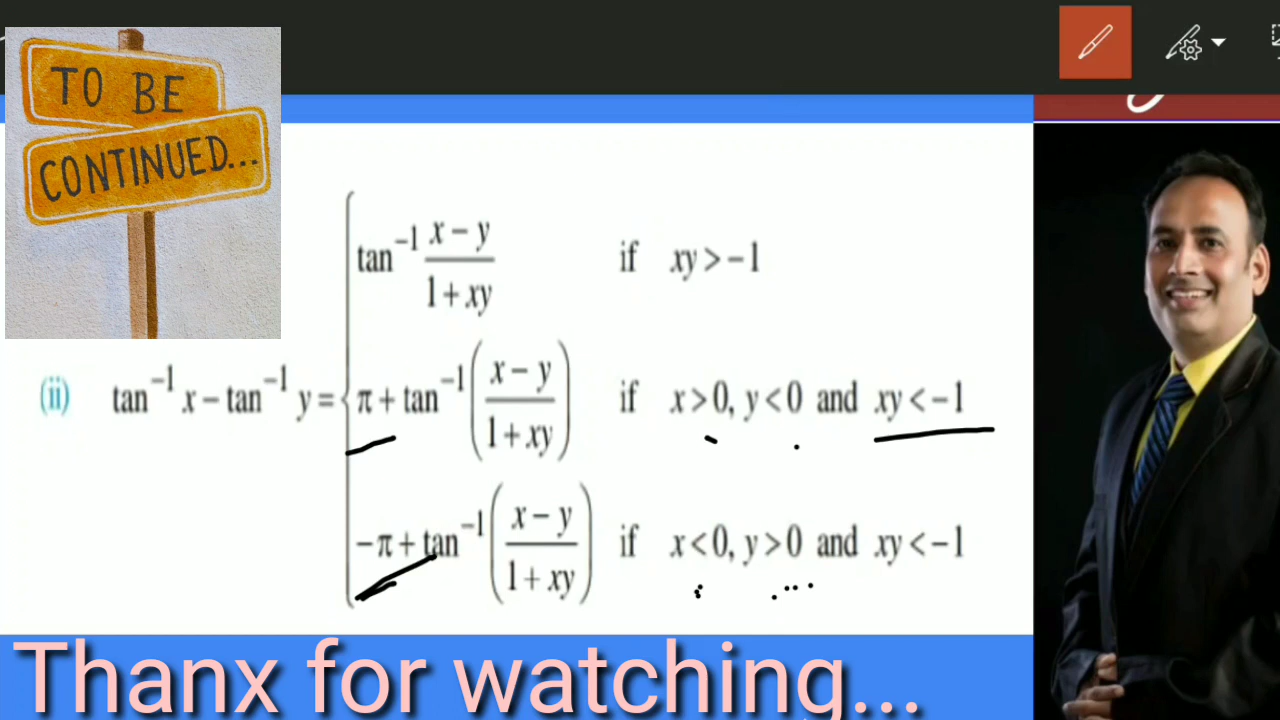 TO BE
CONTINUED...
tan⁻¹ x − y / 1 + xy if xy > −1
(ii) tan⁻¹ x − tan⁻¹ y = π + tan⁻¹ (x − y / 1 + xy) if x > 0, y < 0 and xy < −1
−π + tan⁻¹ (x − y / 1 + xy) if x < 0, y > 0 and xy < −1
Thanx for watching...